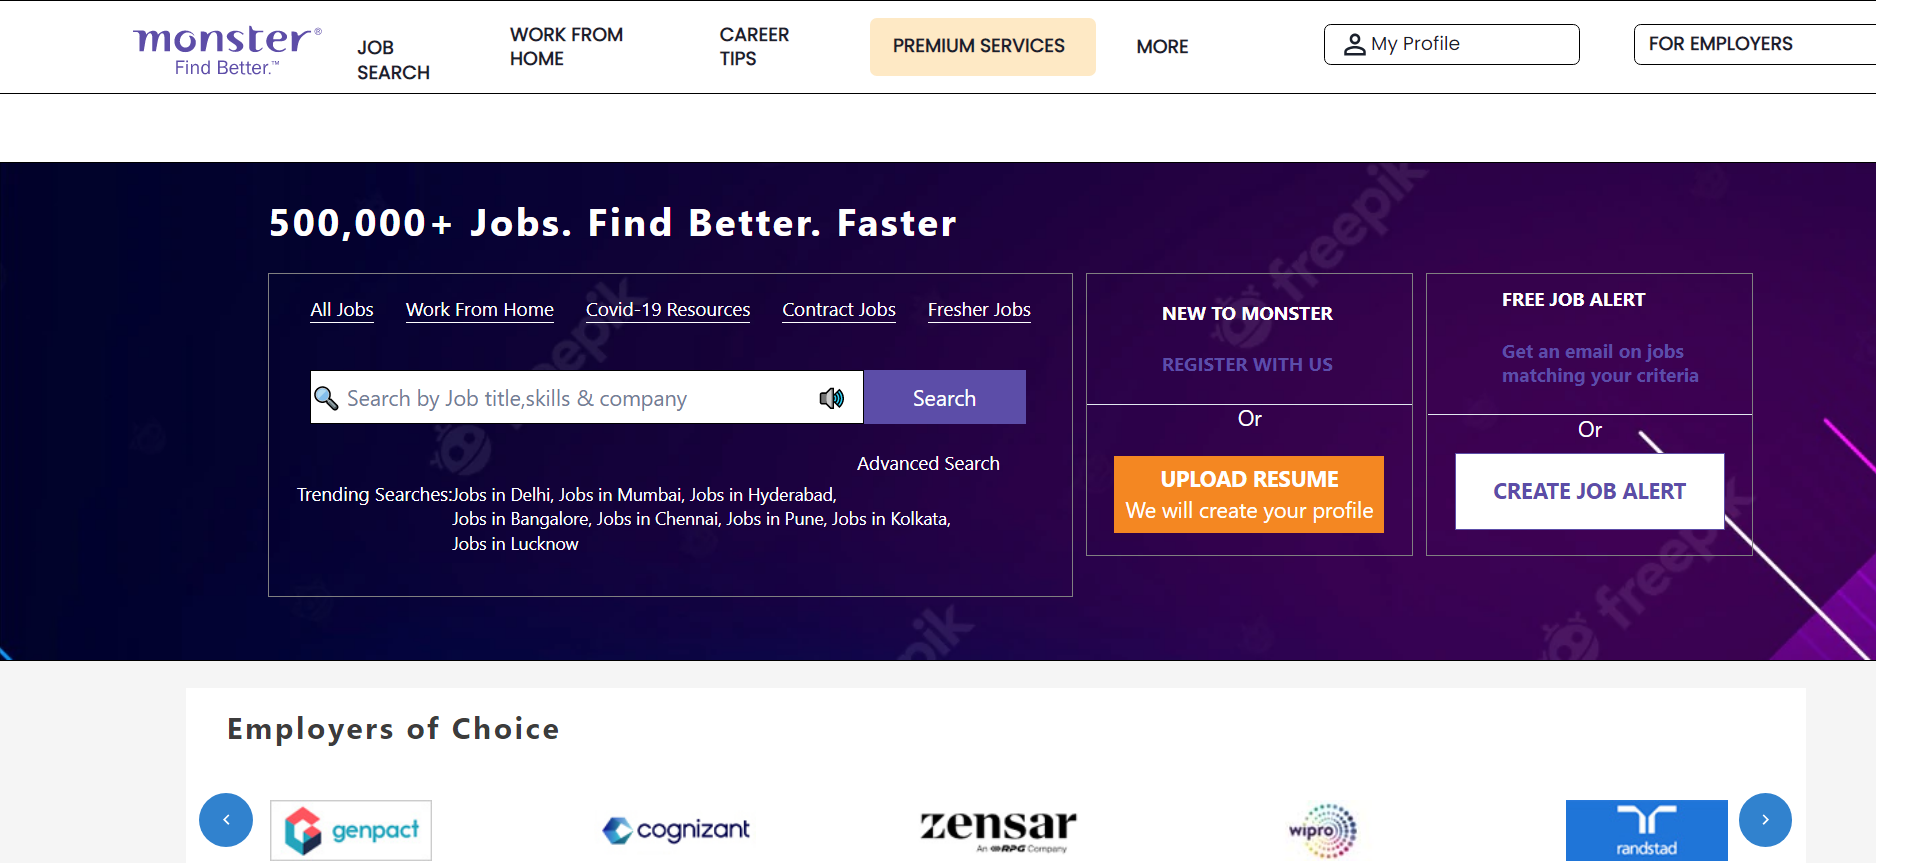 monster®
Find Better.™
JOB
SEARCH
WORK FROM
HOME
CAREER
TIPS
PREMIUM SERVICES
MORE
My Profile
FOR EMPLOYERS
500,000+ Jobs. Find Better. Faster
All Jobs
Work From Home
Covid-19 Resources
Contract Jobs
Fresher Jobs
Search by Job title,skills & company
Search
Advanced Search
Trending Searches:Jobs in Delhi, Jobs in Mumbai, Jobs in Hyderabad,
Jobs in Bangalore, Jobs in Chennai, Jobs in Pune, Jobs in Kolkata,
Jobs in Lucknow
NEW TO MONSTER
REGISTER WITH US
Or
UPLOAD RESUME
We will create your profile
FREE JOB ALERT
Get an email on jobs
matching your criteria
Or
CREATE JOB ALERT
freepik
freepik
freepik
pik
Employers of Choice
genpact
cognizant
zensar
An RPG Company
wipro
randstad